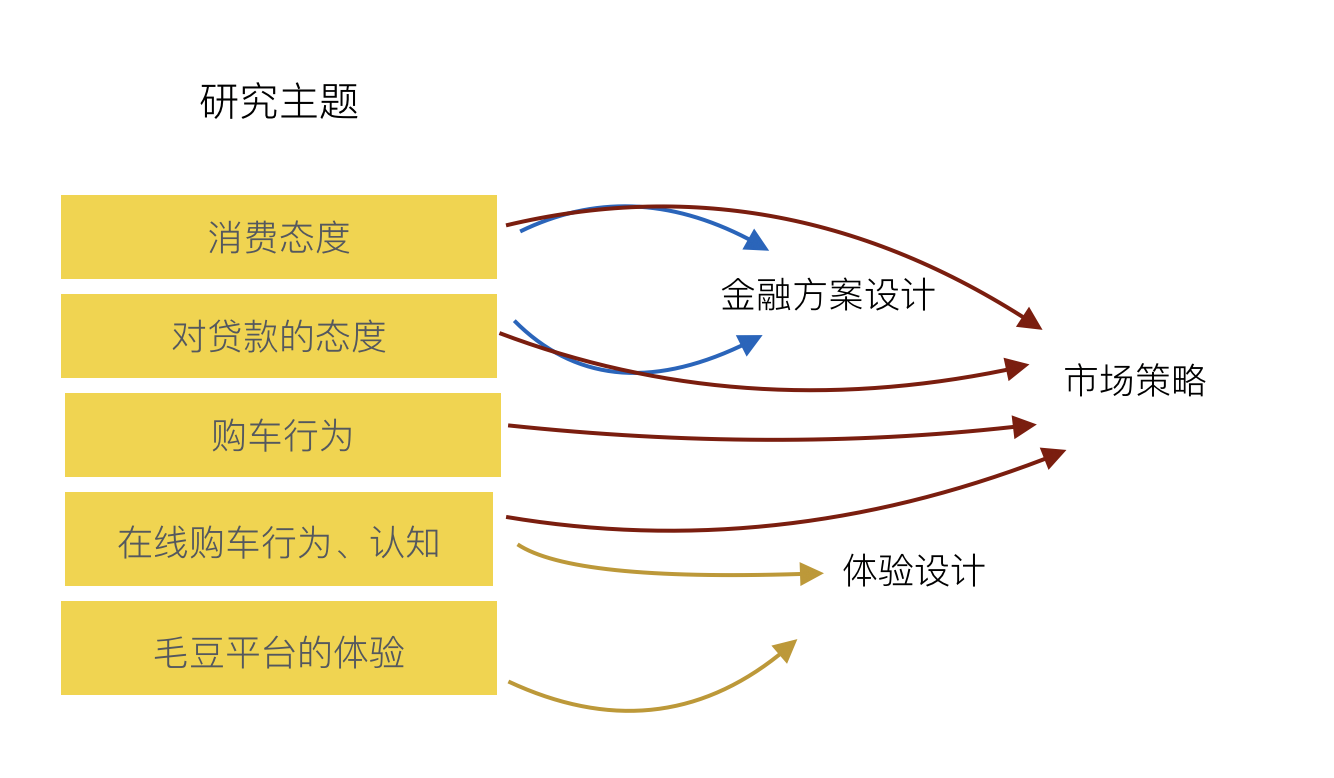 研究主题
消费态度
对贷款的态度
购车行为
在线购车行为、认知
毛豆平台的体验
金融方案设计
市场策略
体验设计